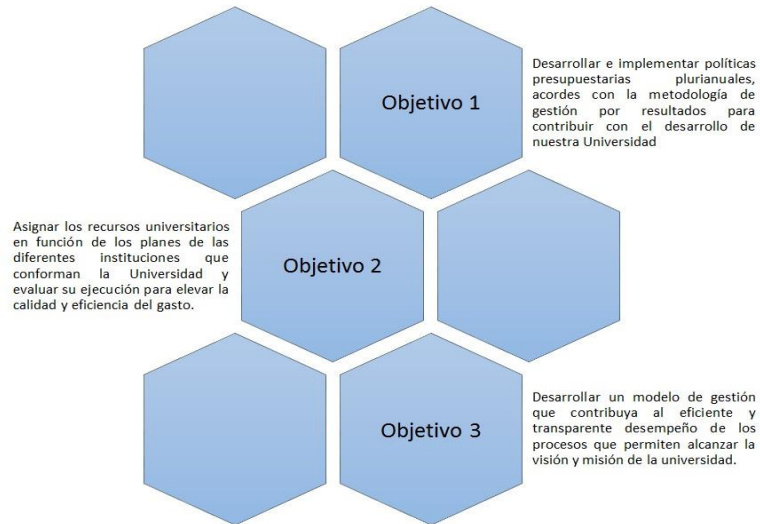 Objetivo 1
Desarrollar e implementar políticas
presupuestarias plurianuales,
acordes con la metodología de
gestión por resultados para
contribuir con el desarrollo de
nuestra Universidad
Asignar los recursos universitarios
en función de los planes de las
diferentes instituciones que
conforman la Universidad y
evaluar su ejecución para elevar la
calidad y eficiencia del gasto.
Objetivo 2
Objetivo 3
Desarrollar un modelo de gestión
que contribuya al eficiente y
transparente desempeño de los
procesos que permiten alcanzar la
visión y misión de la universidad.